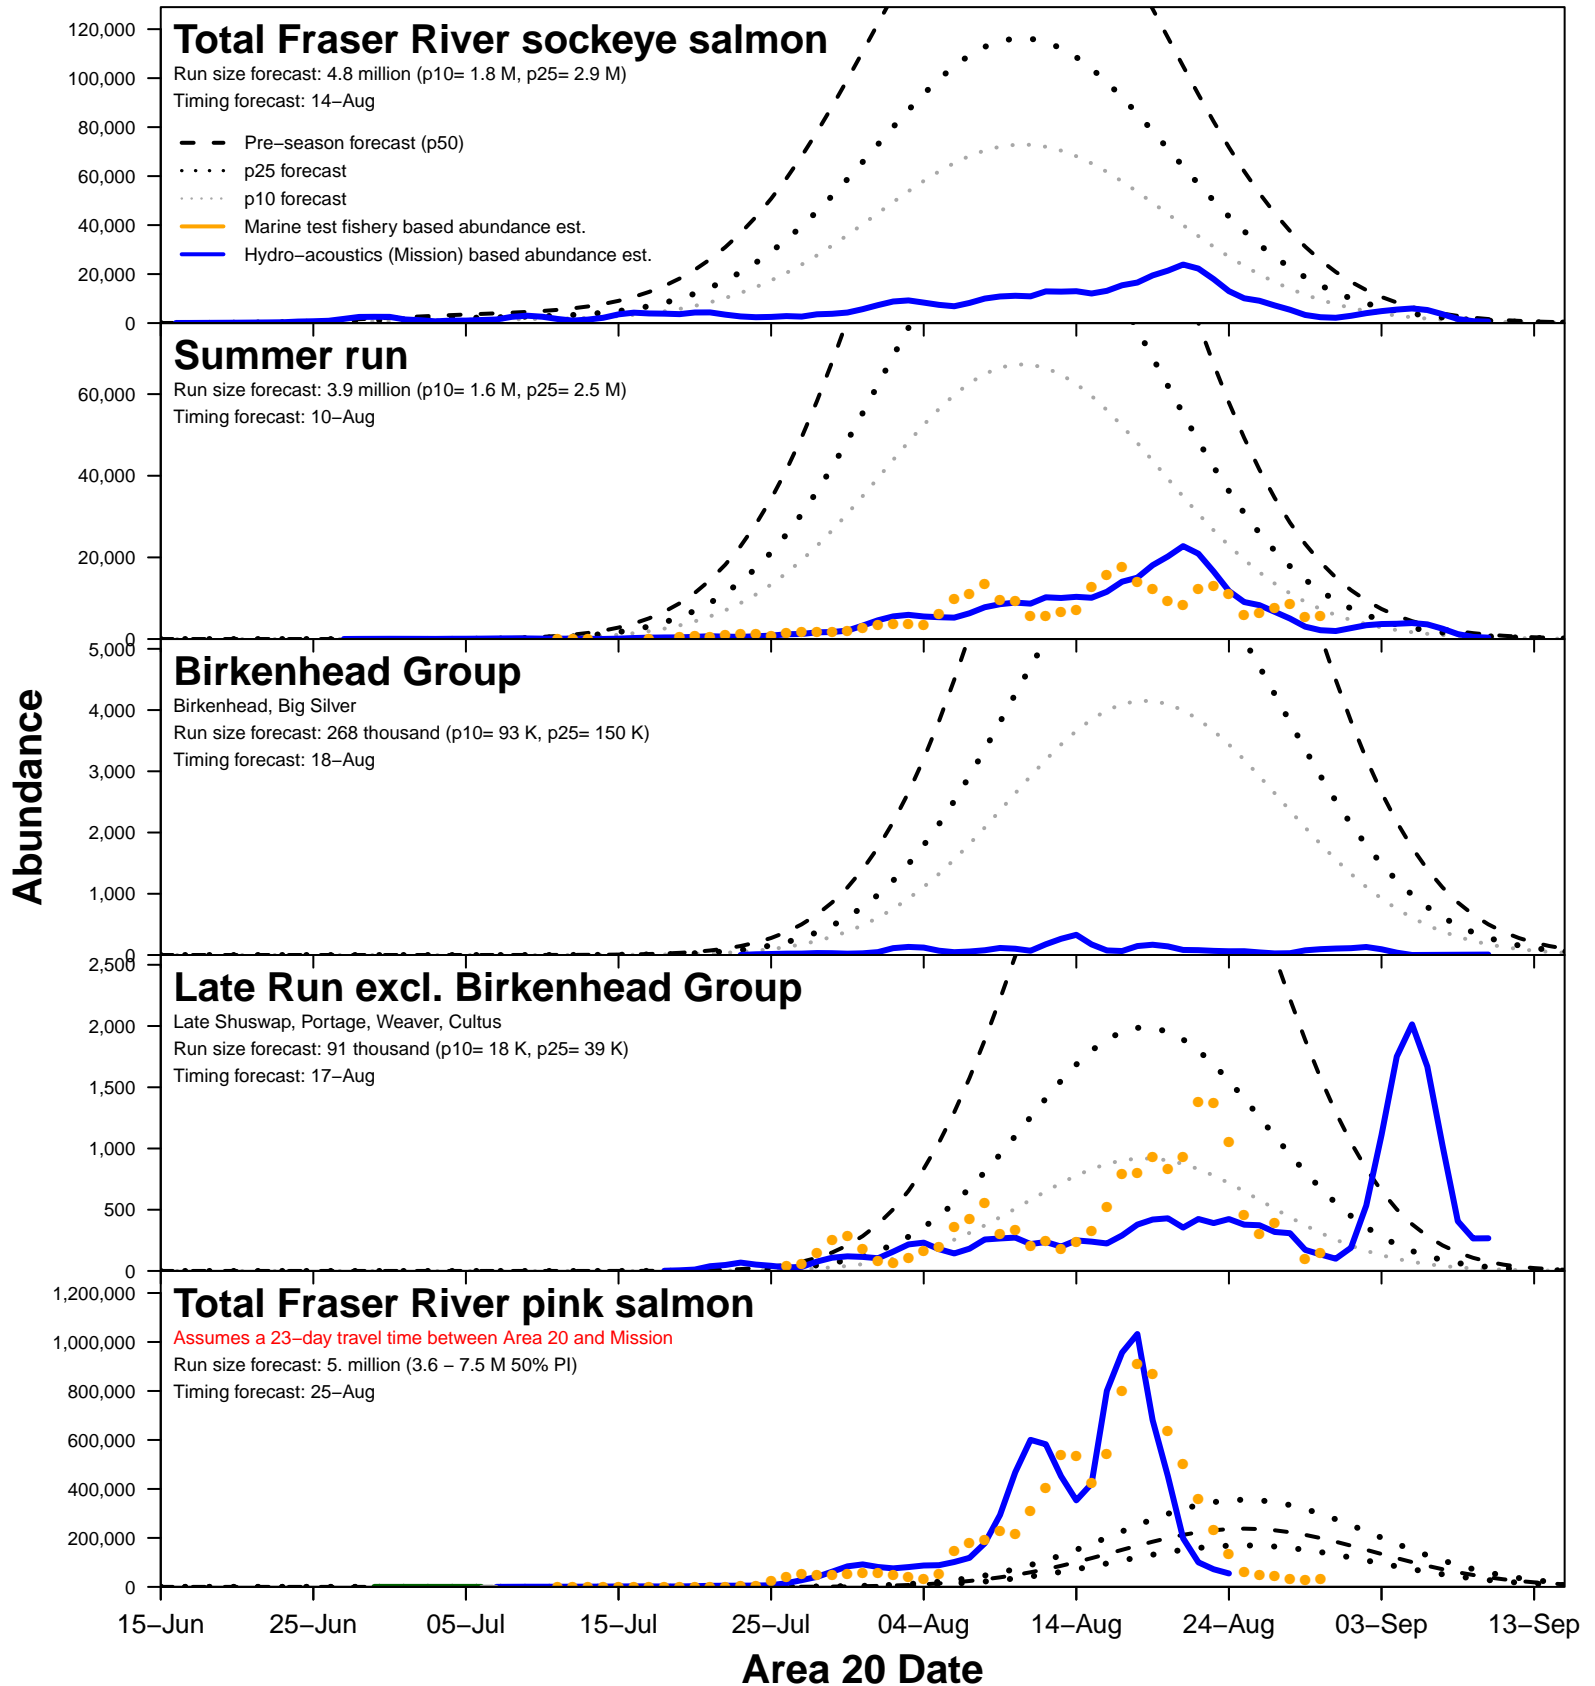 Total Fraser River sockeye salmon
Run size forecast: 4.8 million (p10= 1.8 M, p25= 2.9 M)
Timing forecast: 14−Aug
Pre−season forecast (p50)
p25 forecast
p10 forecast
Marine test fishery based abundance est.
Hydro−acoustics (Mission) based abundance est.
120,000
100,000
80,000
60,000
40,000
20,000
0
Summer run
Run size forecast: 3.9 million (p10= 1.6 M, p25= 2.5 M)
Timing forecast: 10−Aug
60,000
40,000
20,000
0
Birkenhead Group
Birkenhead, Big Silver
Run size forecast: 268 thousand (p10= 93 K, p25= 150 K)
Timing forecast: 18−Aug
5,000
4,000
3,000
2,000
1,000
0
Abundance
Late Run excl. Birkenhead Group
Late Shuswap, Portage, Weaver, Cultus
Run size forecast: 91 thousand (p10= 18 K, p25= 39 K)
Timing forecast: 17−Aug
2,500
2,000
1,500
1,000
500
0
Total Fraser River pink salmon
Assumes a 23−day travel time between Area 20 and Mission
Run size forecast: 5. million (3.6 − 7.5 M 50% PI)
Timing forecast: 25−Aug
1,200,000
1,000,000
800,000
600,000
400,000
200,000
0
15−Jun 25−Jun 05−Jul 15−Jul 25−Jul 04−Aug 14−Aug 24−Aug 03−Sep 13−Sep
Area 20 Date